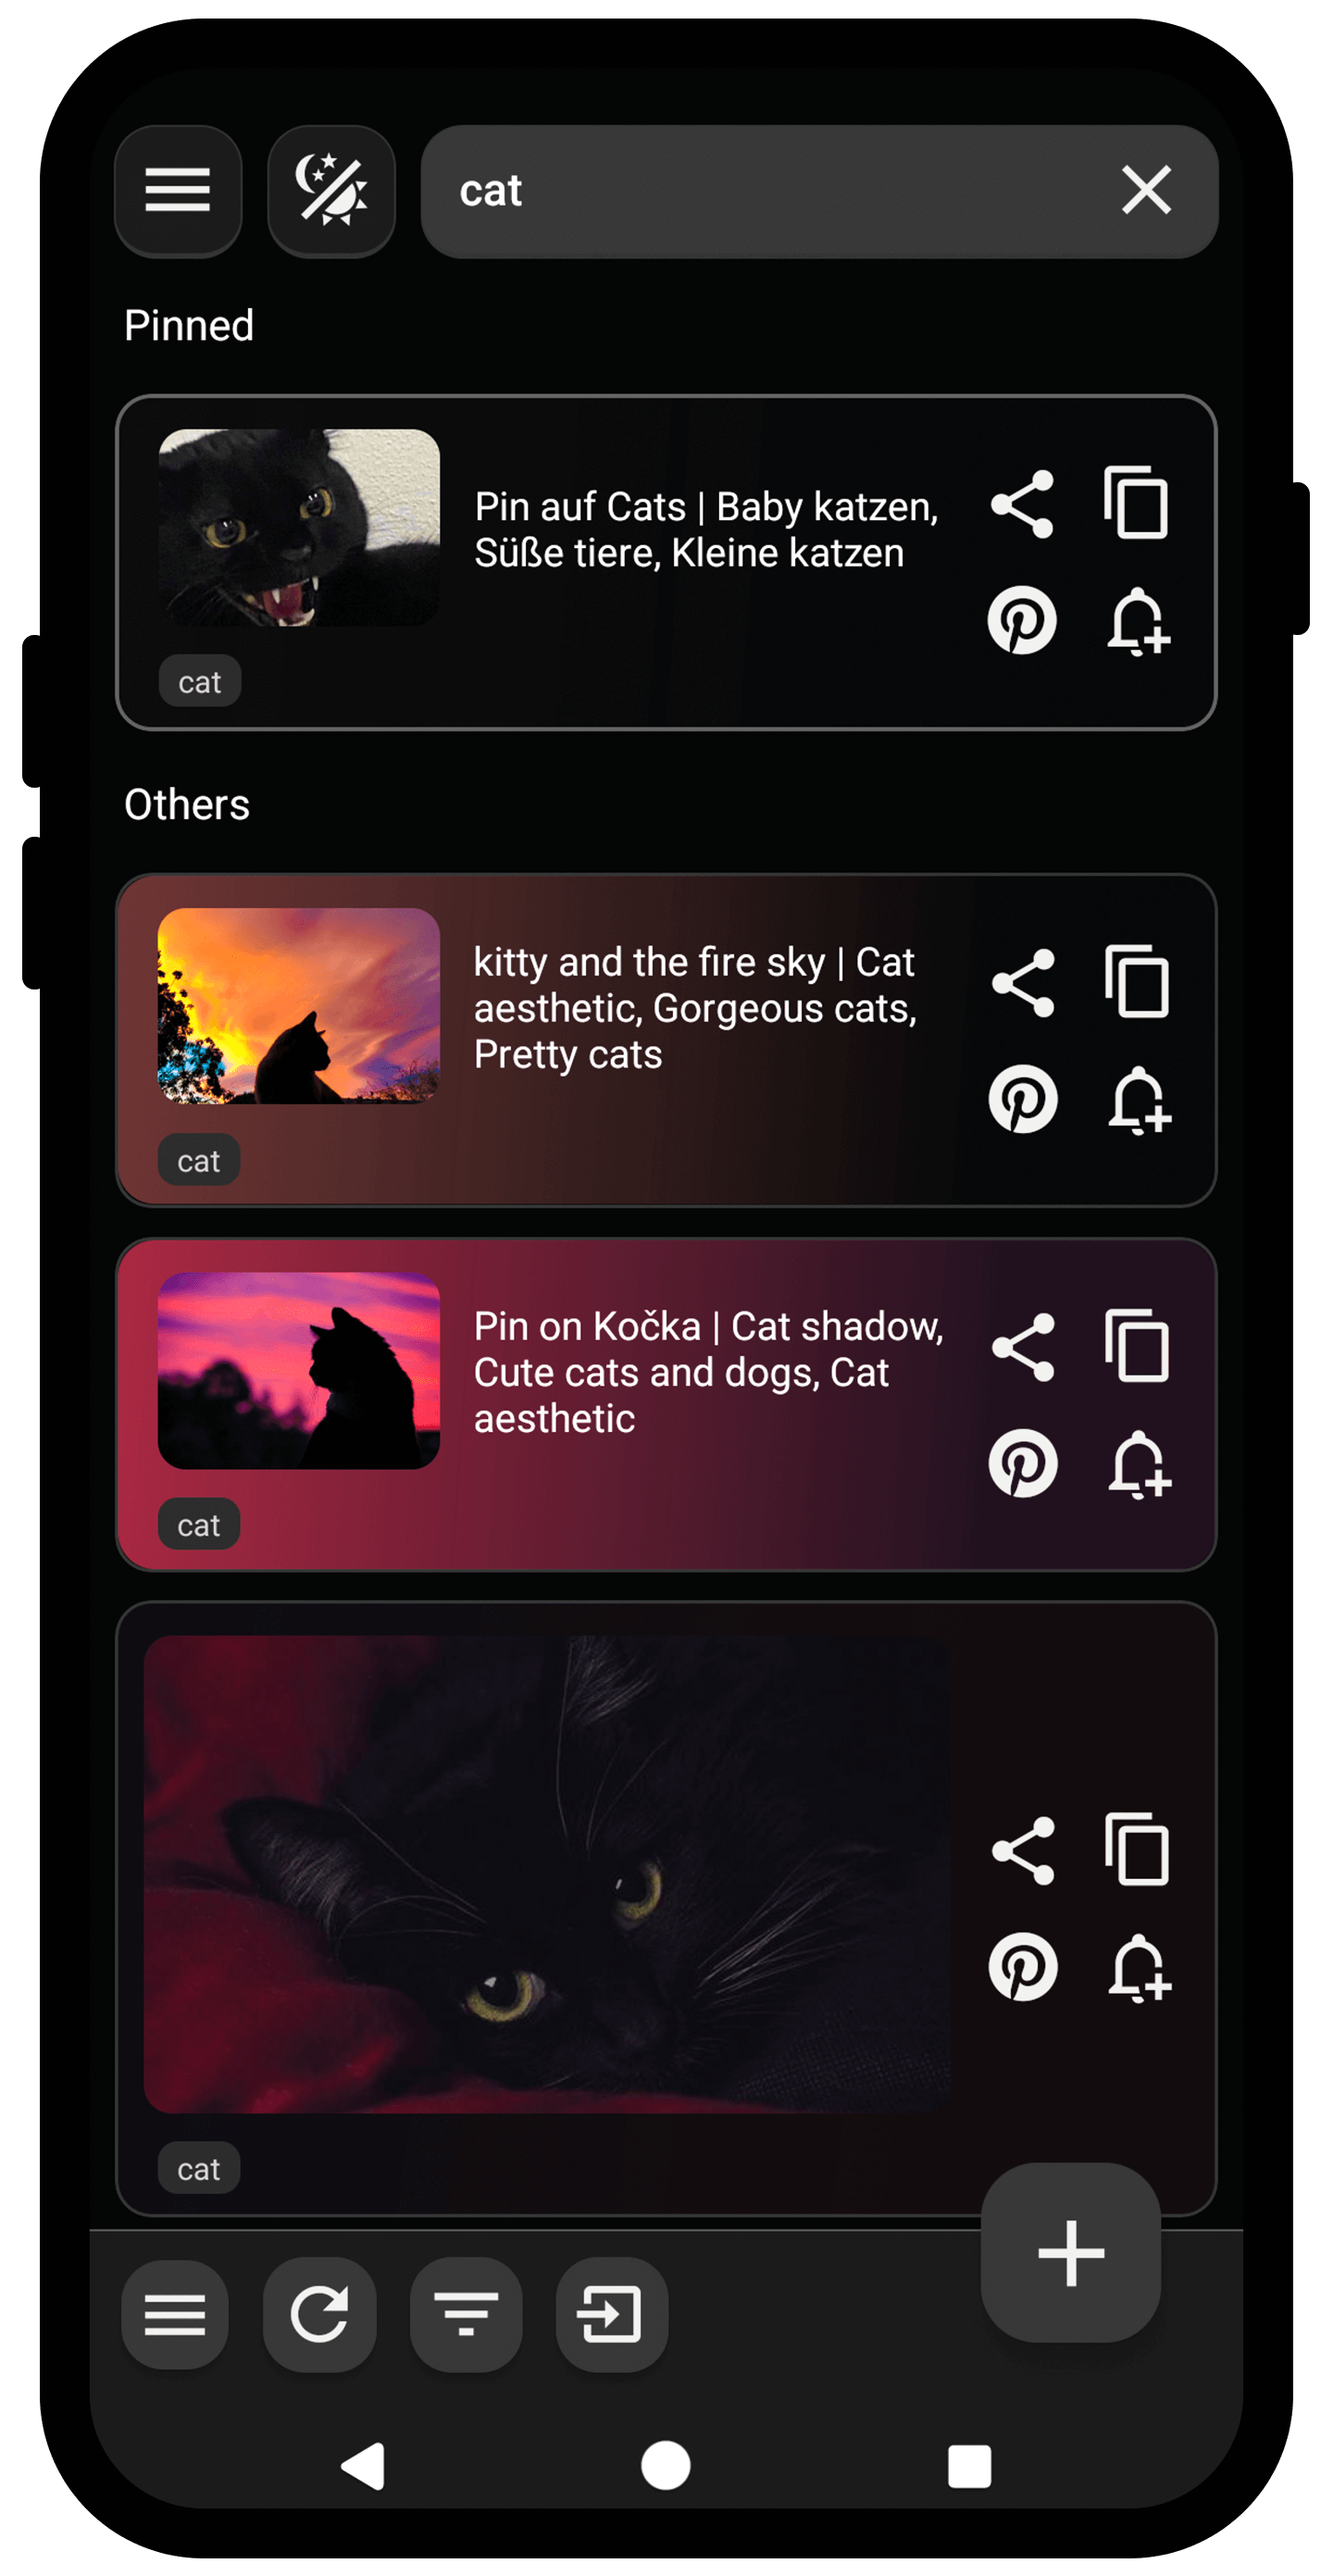 cat
Pinned
Pin auf Cats | Baby katzen,
Süße tiere, Kleine katzen
cat
Others
kitty and the fire sky | Cat
aesthetic, Gorgeous cats,
Pretty cats
cat
Pin on Kočka | Cat shadow,
Cute cats and dogs, Cat
aesthetic
cat
cat